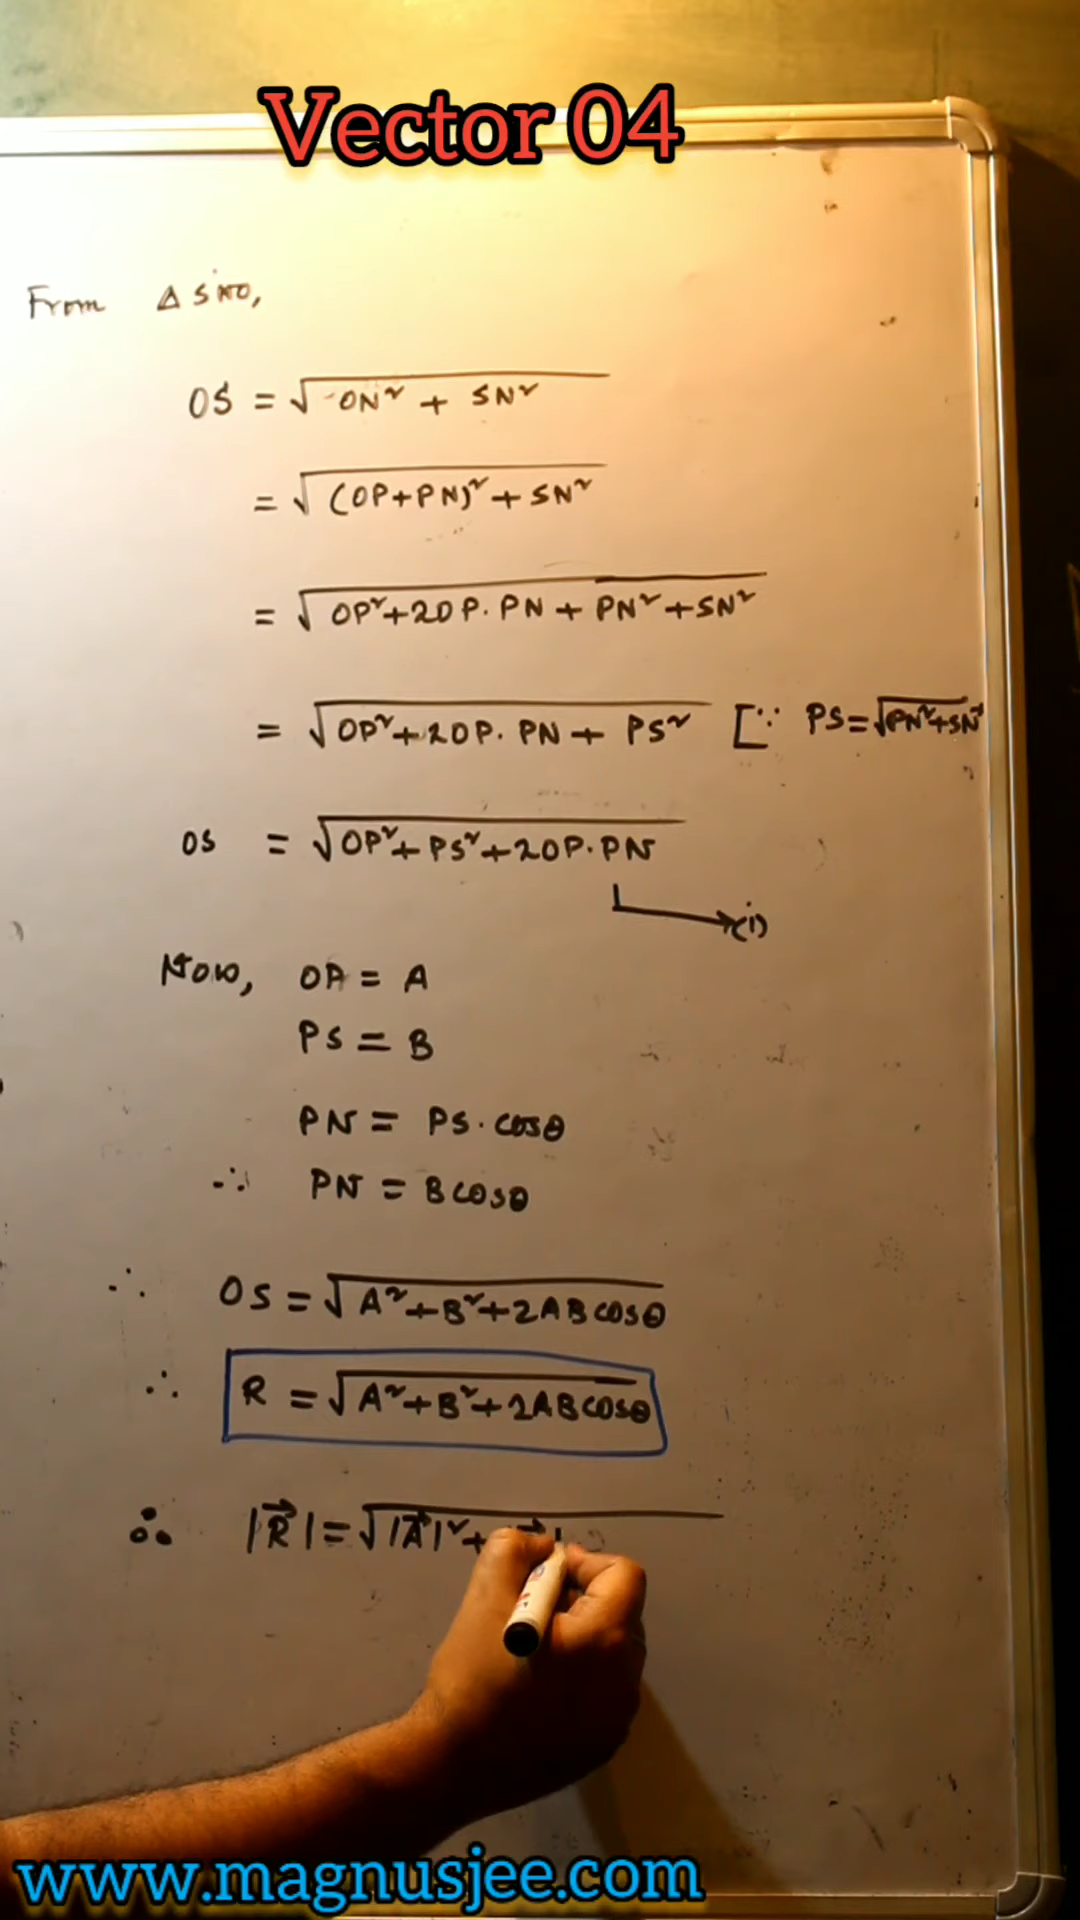 Vector 04
From Δ SNO,
OS = √ON² + SN²
= √(OP+PN)² + SN²
= √OP²+2OP.PN + PN² + SN²
= √OP²+2OP.PN + PS² [∵ PS=√PN²+SN²
OS = √OP²+PS²+2OP.PN
(i)
Now, OP = A
PS = B
PN = PS.cosθ
∴ PN = Bcosθ
∴ OS = √A²+B²+2ABcosθ
∴ R = √A²+B²+2ABcosθ
∴ |R⃗| = √|A⃗|²+
www.magnusjee.com